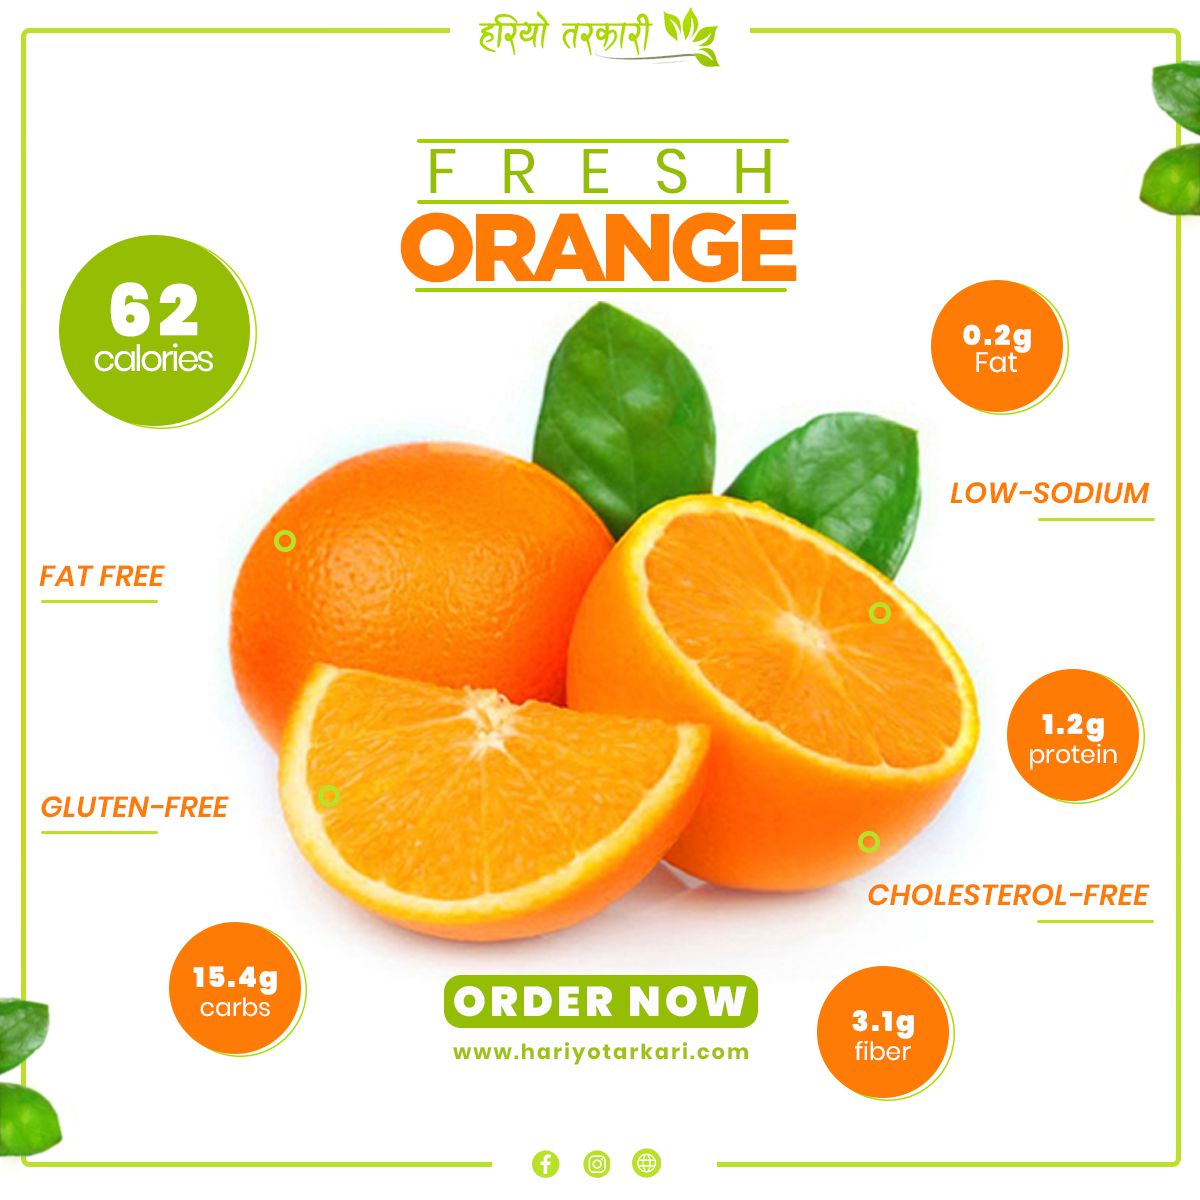 हरियो तरकारी
FRESH
ORANGE
62
calories
0.2g
Fat
LOW-SODIUM
FAT FREE
1.2g
protein
GLUTEN-FREE
CHOLESTEROL-FREE
15.4g
carbs
ORDER NOW
www.hariyotarkari.com
3.1g
fiber